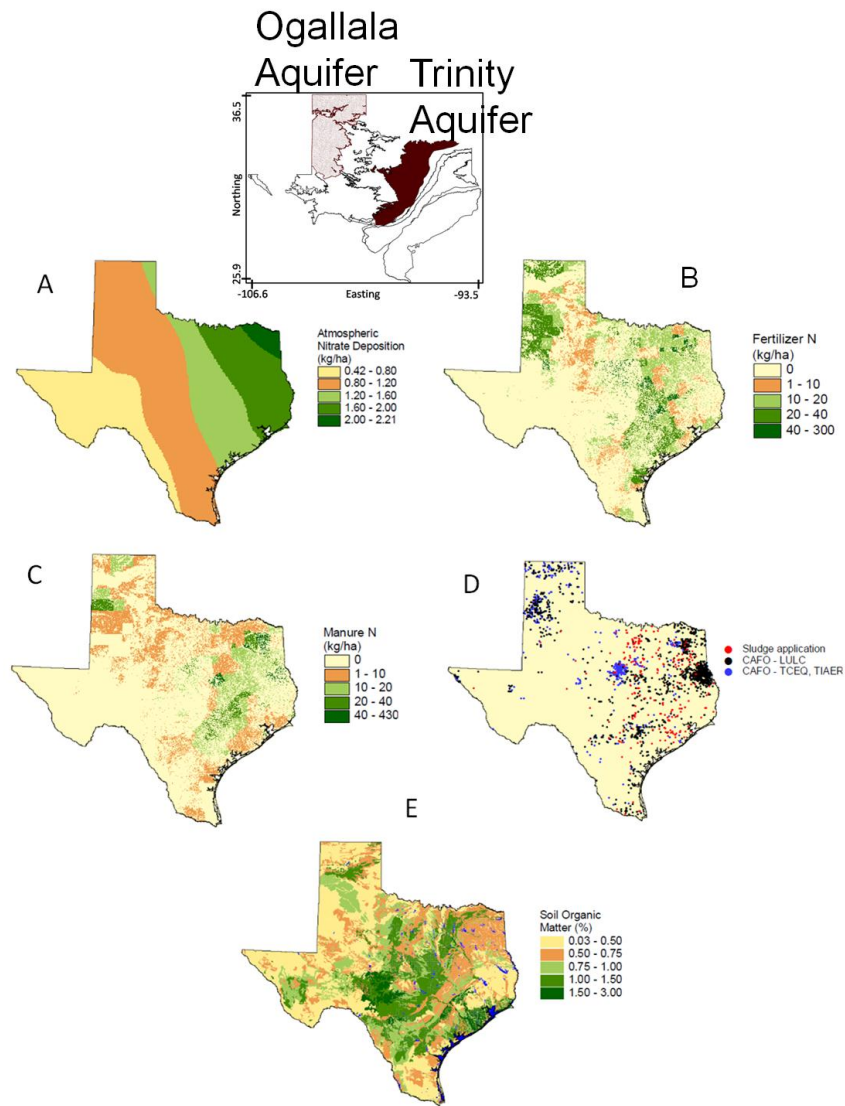 Ogallala
Aquifer
Trinity
Aquifer
36.5
Northing
25.9
-106.6
Easting
-93.5
A
Atmospheric
Nitrate Deposition
(kg/ha)
0.42 - 0.80
0.80 - 1.20
1.20 - 1.60
1.60 - 2.00
2.00 - 2.21
B
Fertilizer N
(kg/ha)
0
1 - 10
10 - 20
20 - 40
40 - 300
C
Manure N
(kg/ha)
0
1 - 10
10 - 20
20 - 40
40 - 430
D
Sludge application
CAFO - LULC
CAFO - TCEQ, TIAER
E
Soil Organic
Matter (%)
0.03 - 0.50
0.50 - 0.75
0.75 - 1.00
1.00 - 1.50
1.50 - 3.00